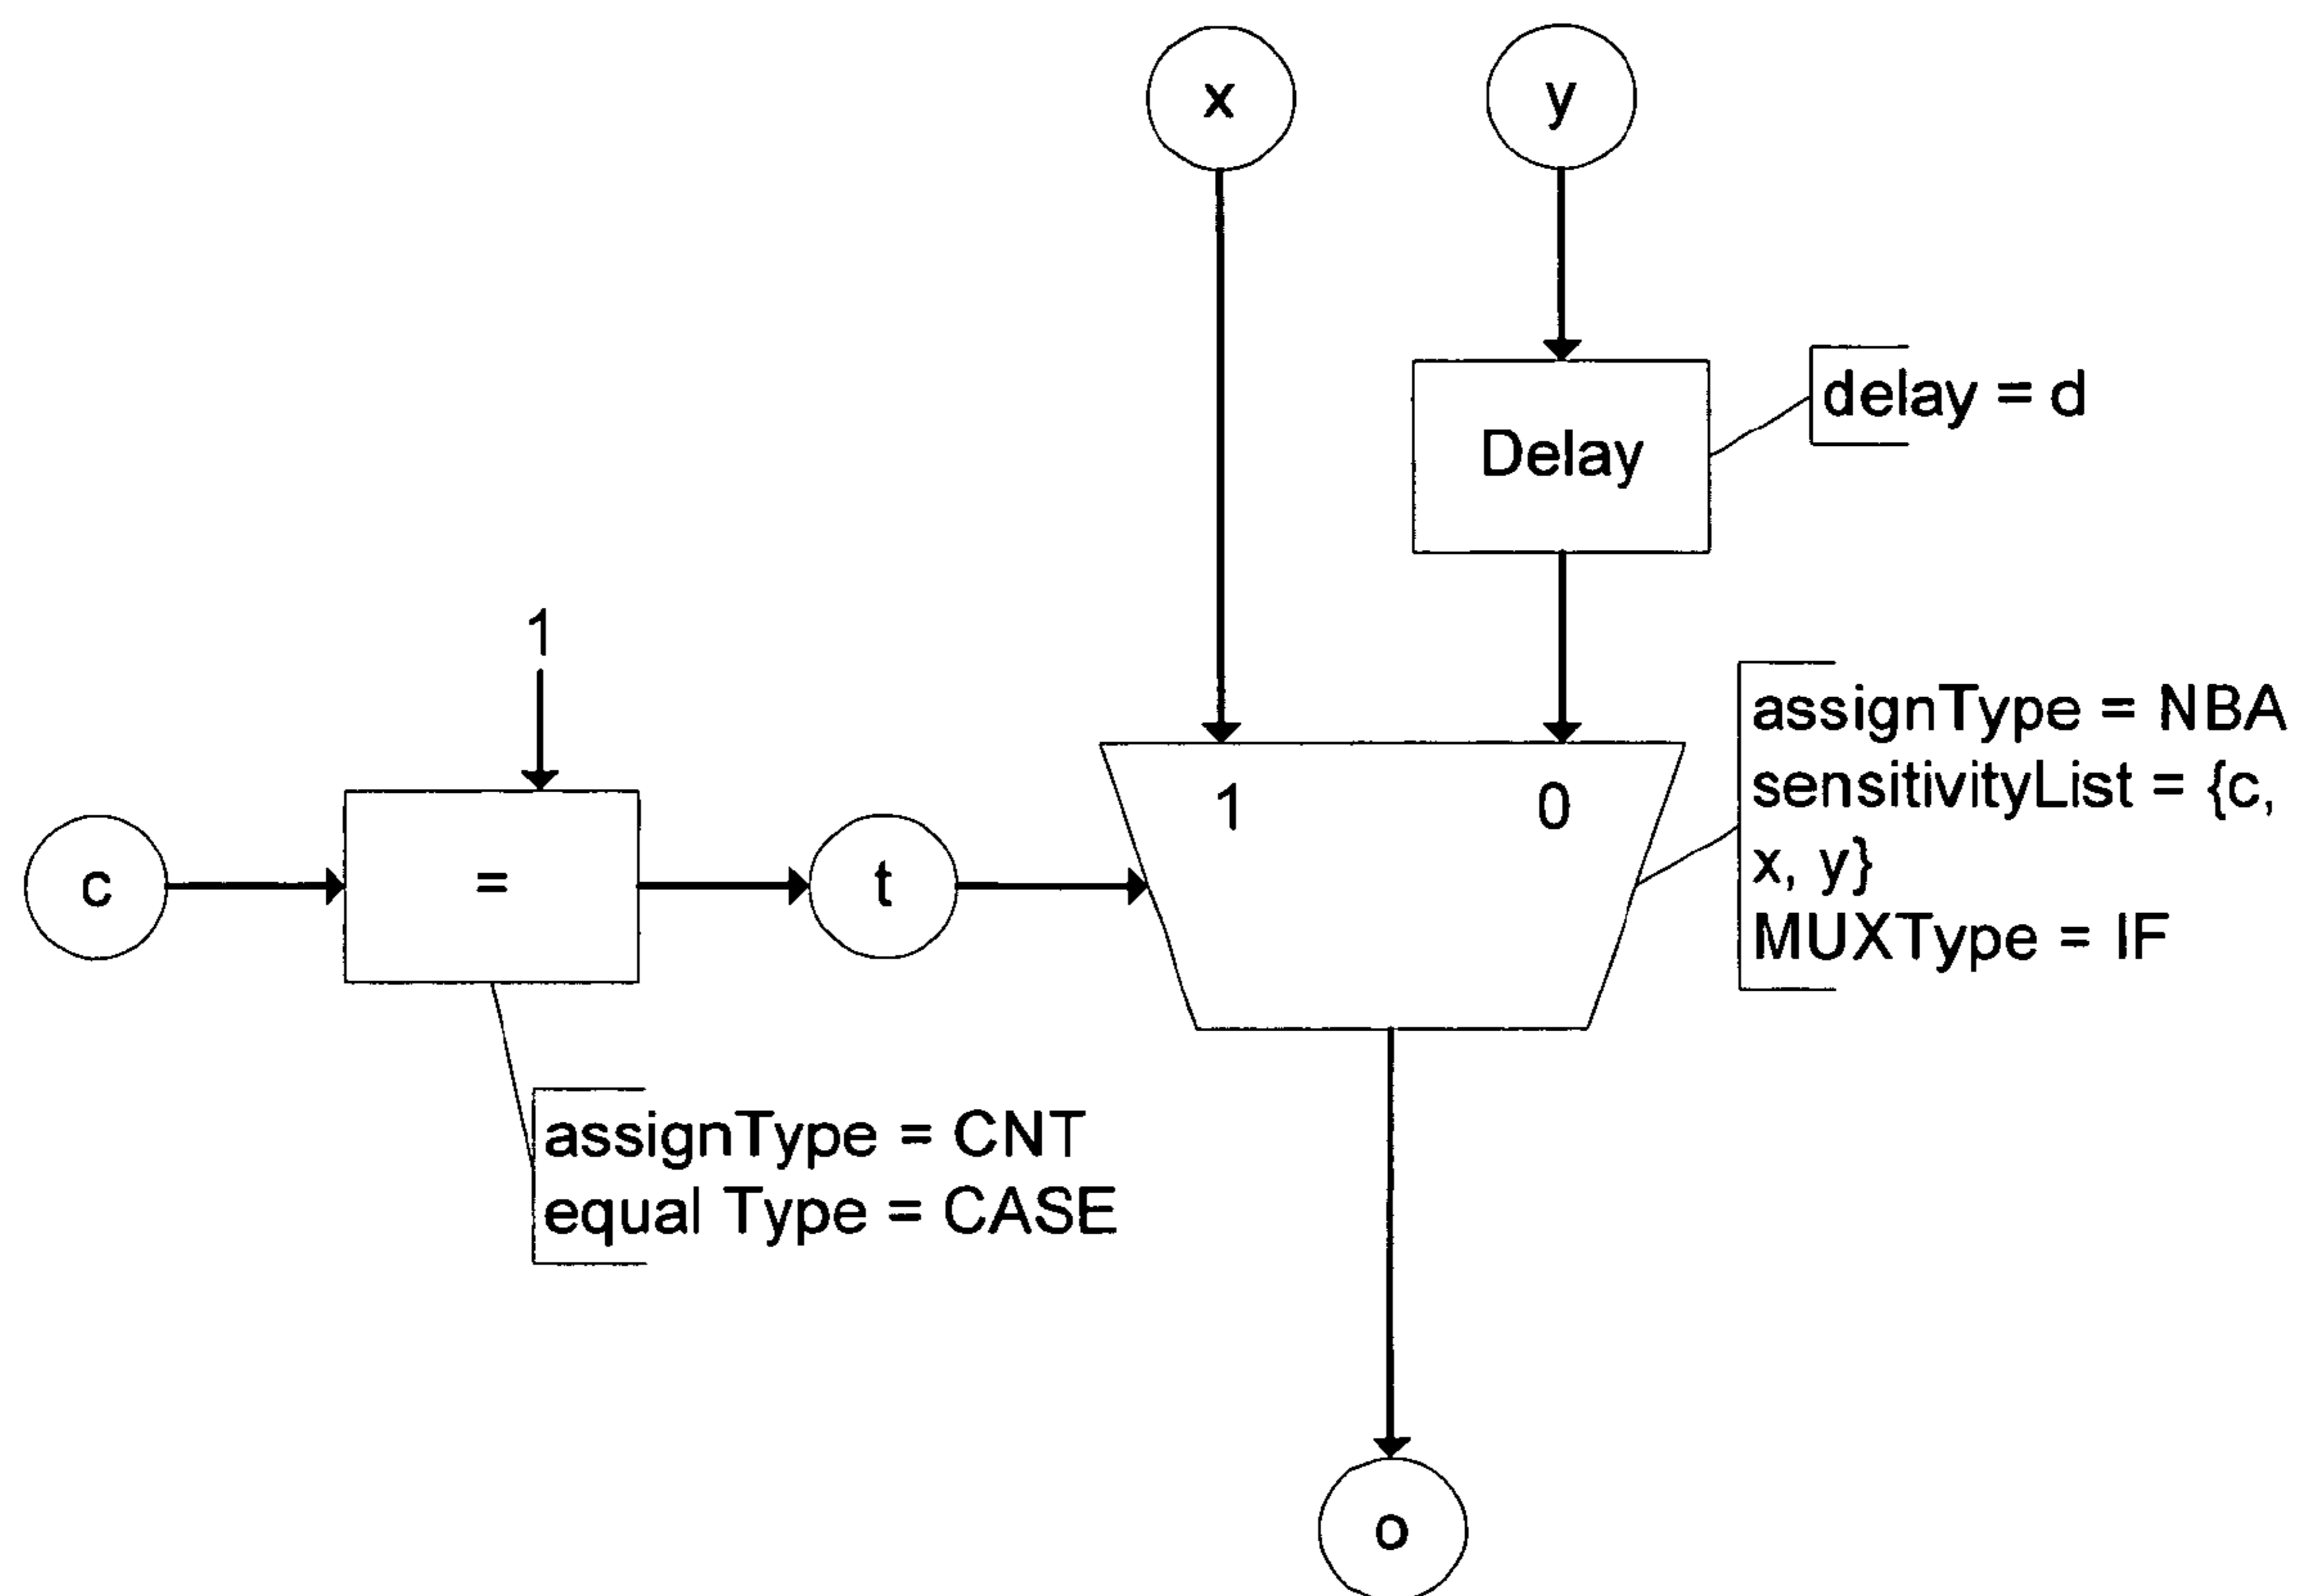 x
y
delay = d
Delay
1
assignType = NBA
sensitivityList = {c,
x, y}
MUXType = IF
1
0
c
=
t
assignType = CNT
equal Type = CASE
o